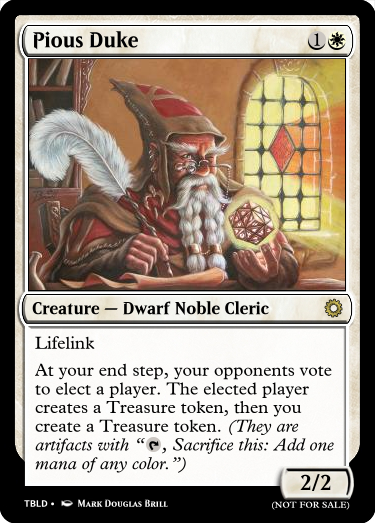 Pious Duke 1
Creature — Dwarf Noble Cleric
Lifelink
At your end step, your opponents vote
to elect a player. The elected player
creates a Treasure token, then you
create a Treasure token. (They are
artifacts with “, Sacrifice this: Add one
mana of any color.”)
2/2
TBLD • Mark Douglas Brill
(NOT FOR SALE)